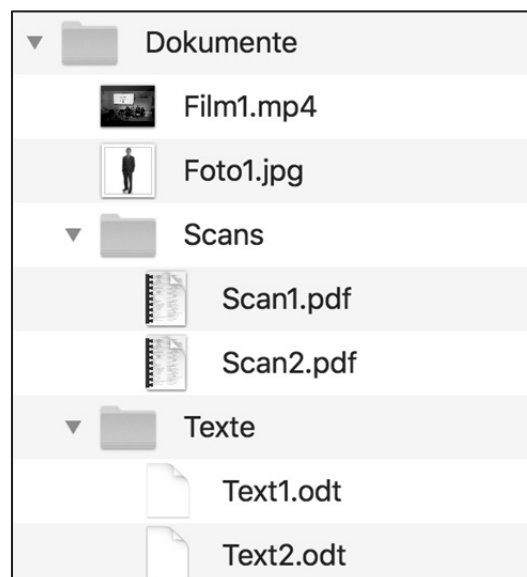 Dokumente
Film1.mp4
Foto1.jpg
Scans
Scan1.pdf
Scan2.pdf
Texte
Text1.odt
Text2.odt